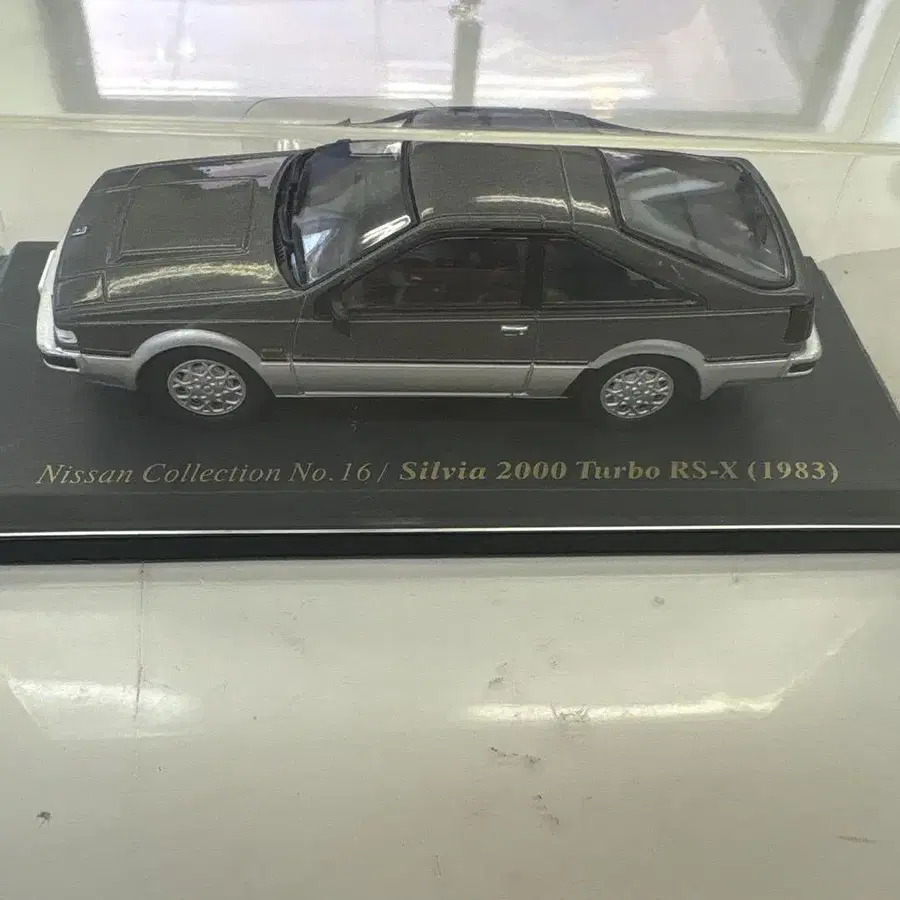 Nissan Collection No.16 / Silvia 2000 Turbo RS-X (1983)